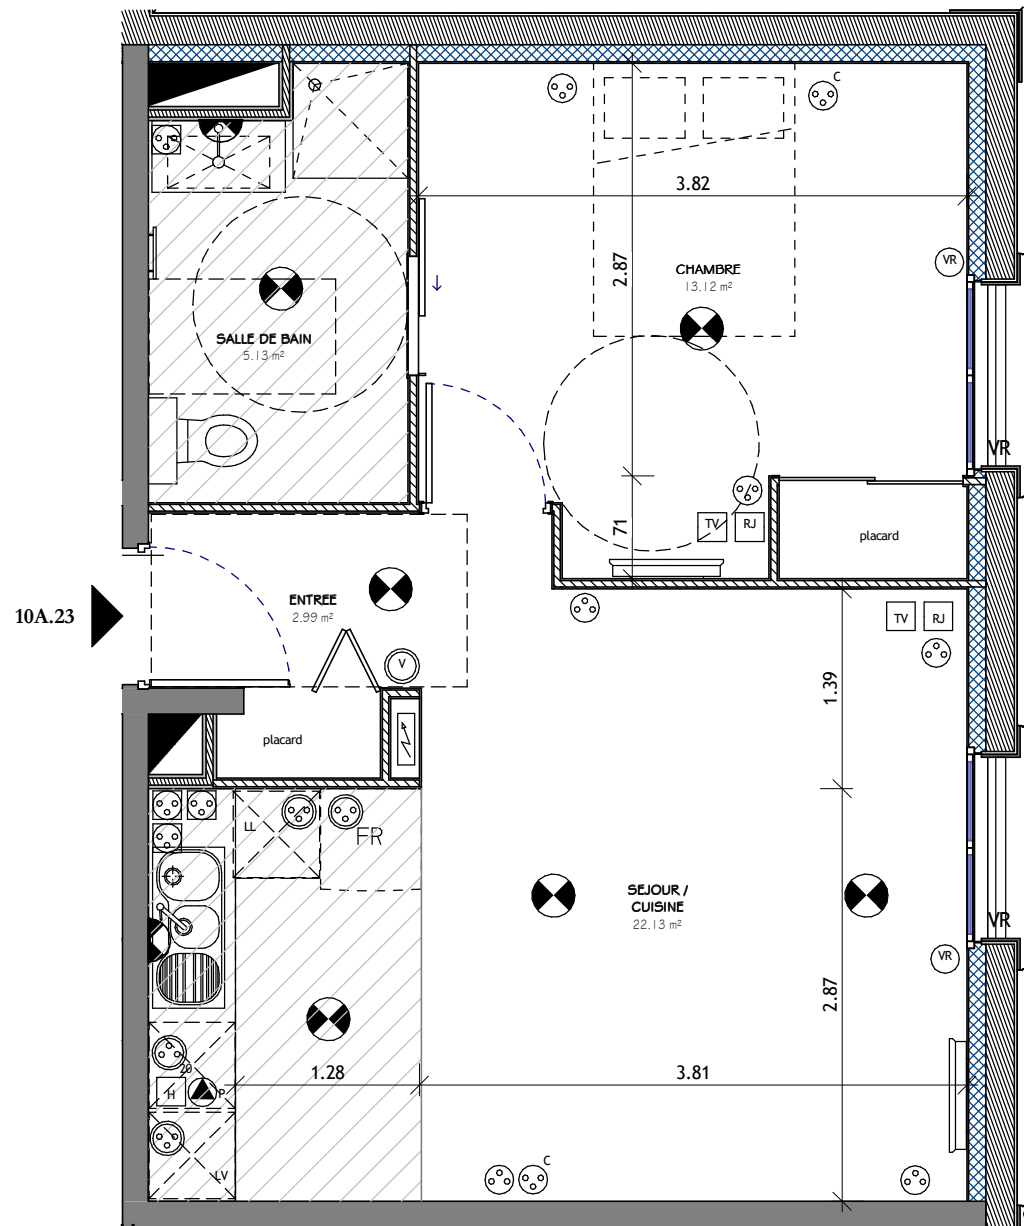 C
3.82
2.87
VR
CHAMBRE
13.12 m²
SALLE DE BAIN
5.13 m²
VR
TV
RJ
71
placard
ENTREE
2.99 m²
10A.23
TV
RJ
V
1.39
placard
LL
FR
SEJOUR /
CUISINE
22.13 m²
VR
VR
2.87
20
1.28
3.81
H
P
C
LV